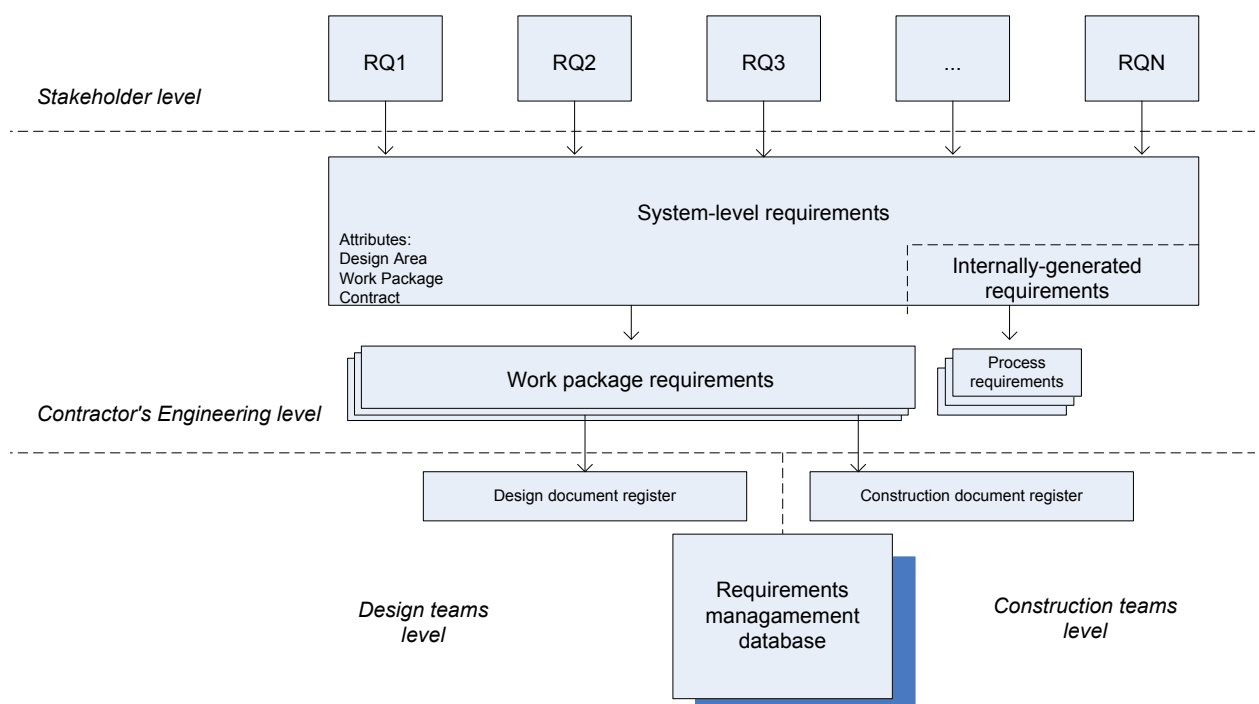 RQ1
RQ2
RQ3
...
RQN
Stakeholder level
System-level requirements
Attributes:
Design Area
Work Package
Contract
Internally-generated
requirements
Work package requirements
Process
requirements
Contractor's Engineering level
Design document register
Construction document register
Requirements
managamement
database
Design teams
level
Construction teams
level